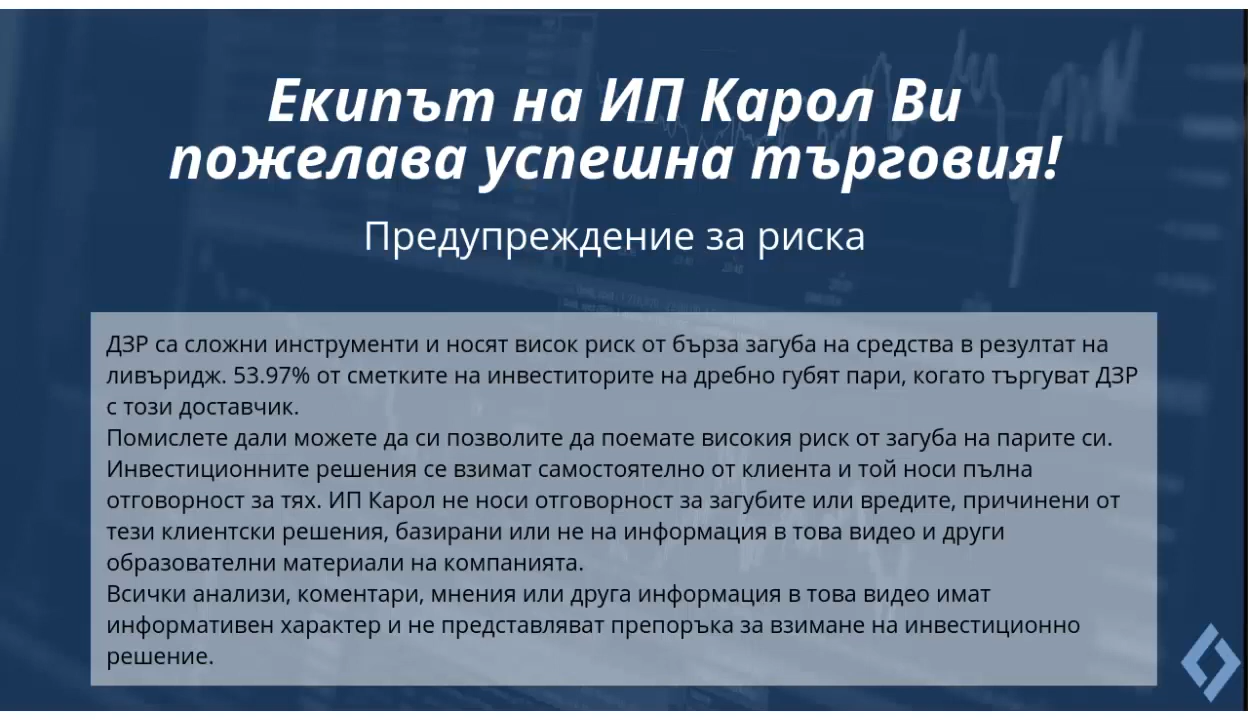 Екипът на ИП Карол Ви
пожелава успешна търговия!
Предупреждение за риска
ДЗР са сложни инструменти и носят висок риск от бърза загуба на средства в резултат на
ливъридж. 53.97% от сметките на инвеститорите на дребно губят пари, когато търгуват ДЗР
с този доставчик.
Помислете дали можете да си позволите да поемате високия риск от загуба на парите си.
Инвестиционните решения се взимат самостоятелно от клиента и той носи пълна
отговорност за тях. ИП Карол не носи отговорност за загубите или вредите, причинени от
тези клиентски решения, базирани или не на информация в това видео и други
образователни материали на компанията.
Всички анализи, коментари, мнения или друга информация в това видео имат
информативен характер и не представляват препоръка за взимане на инвестиционно
решение.